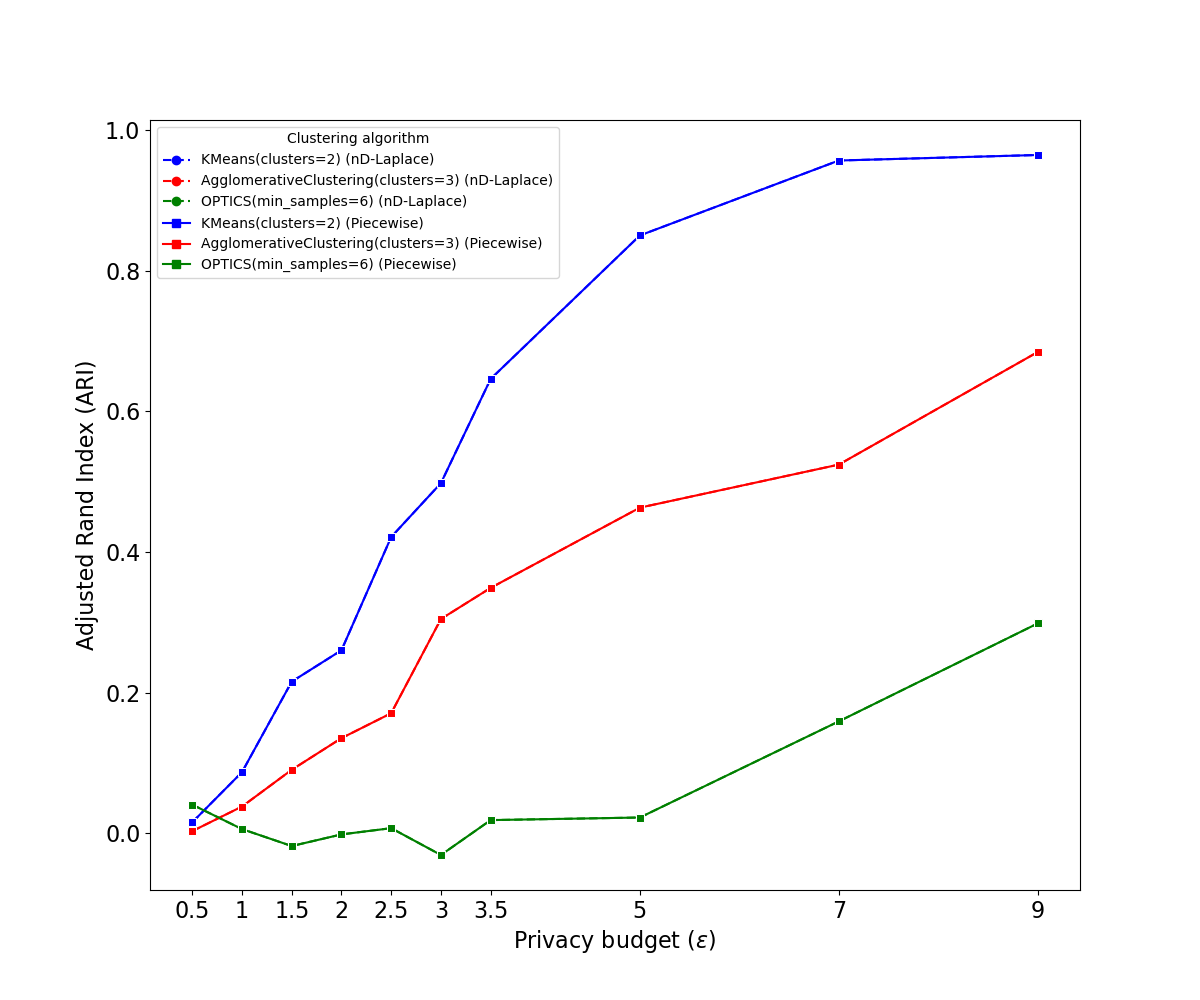 Clustering algorithm
KMeans(clusters=2) (nD-Laplace)
AgglomerativeClustering(clusters=3) (nD-Laplace)
OPTICS(min_samples=6) (nD-Laplace)
KMeans(clusters=2) (Piecewise)
AgglomerativeClustering(clusters=3) (Piecewise)
OPTICS(min_samples=6) (Piecewise)
Adjusted Rand Index (ARI)
1.0
0.8
0.6
0.4
0.2
0.0
0.5 1 1.5 2 2.5 3 3.5 5 7 9
Privacy budget (ε)